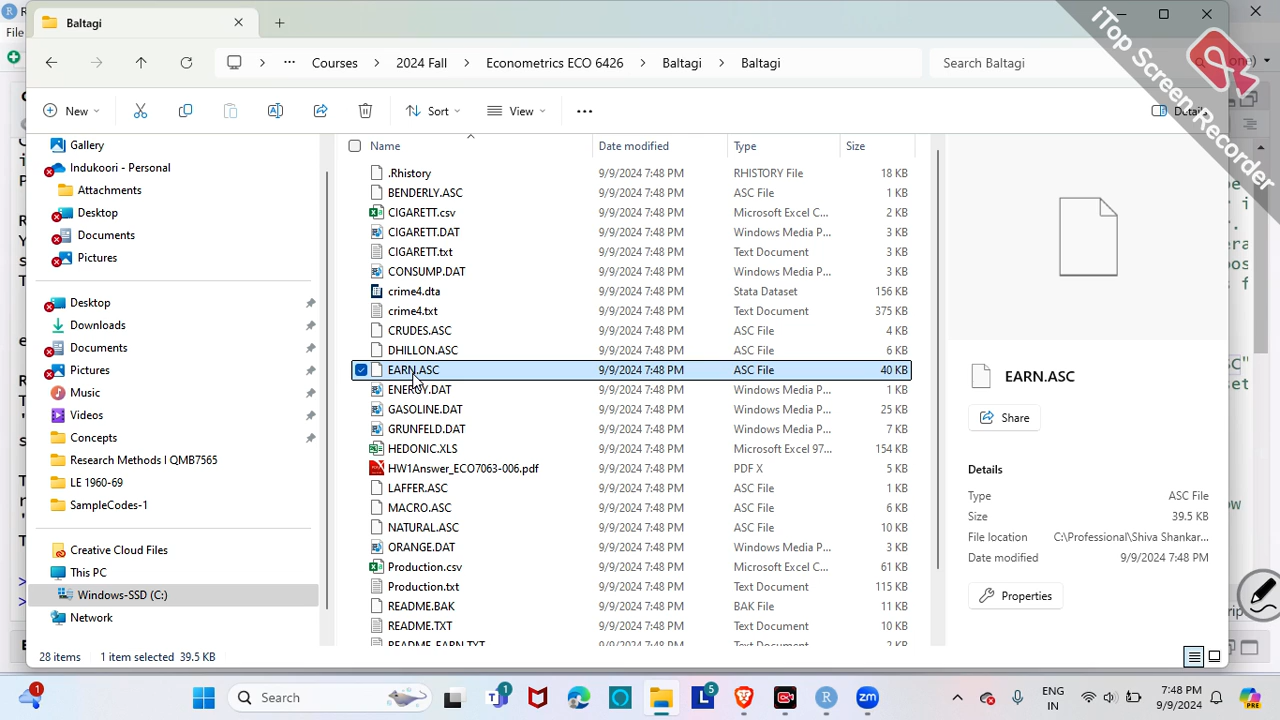 Baltagi
File
Courses
2024 Fall
Econometrics ECO 6426
Baltagi
Baltagi
Search Baltagi
New
Sort
View
Details
iTop Screen Recorder
Gallery
Indukoori - Personal
Attachments
Desktop
Documents
Pictures
Desktop
Downloads
Documents
Pictures
Music
Videos
Concepts
Research Methods I QMB7565
LE 1960-69
SampleCodes-1
Creative Cloud Files
This PC
Windows-SSD (C:)
Network
Name Date modified Type Size
.Rhistory 9/9/2024 7:48 PM RHISTORY File 18 KB
BENDERLY.ASC 9/9/2024 7:48 PM ASC File 1 KB
CIGARETT.csv 9/9/2024 7:48 PM Microsoft Excel C... 2 KB
CIGARETT.DAT 9/9/2024 7:48 PM Windows Media P... 3 KB
CIGARETT.txt 9/9/2024 7:48 PM Text Document 3 KB
CONSUMP.DAT 9/9/2024 7:48 PM Windows Media P... 3 KB
crime4.dta 9/9/2024 7:48 PM Stata Dataset 156 KB
crime4.txt 9/9/2024 7:48 PM Text Document 375 KB
CRUDES.ASC 9/9/2024 7:48 PM ASC File 4 KB
DHILLON.ASC 9/9/2024 7:48 PM ASC File 6 KB
EARN.ASC 9/9/2024 7:48 PM ASC File 40 KB
ENERGY.DAT 9/9/2024 7:48 PM Windows Media P... 1 KB
GASOLINE.DAT 9/9/2024 7:48 PM Windows Media P... 25 KB
GRUNFELD.DAT 9/9/2024 7:48 PM Windows Media P... 7 KB
HEDONIC.XLS 9/9/2024 7:48 PM Microsoft Excel 97... 154 KB
HW1Answer_ECO7063-006.pdf 9/9/2024 7:48 PM PDF X 5 KB
LAFFER.ASC 9/9/2024 7:48 PM ASC File 1 KB
MACRO.ASC 9/9/2024 7:48 PM ASC File 6 KB
NATURAL.ASC 9/9/2024 7:48 PM ASC File 10 KB
ORANGE.DAT 9/9/2024 7:48 PM Windows Media P... 1 KB
Production.csv 9/9/2024 7:48 PM Microsoft Excel C... 61 KB
Production.txt 9/9/2024 7:48 PM Text Document 115 KB
README.BAK 9/9/2024 7:48 PM BAK File 11 KB
README.TXT 9/9/2024 7:48 PM Text Document 10 KB
README_EARN.TXT 9/9/2024 7:48 PM Text Document 1 KB
EARN.ASC
Share
Details
Type ASC File
Size 39.5 KB
File location C:\Professional\Shiva Shankar...
Date modified 9/9/2024 7:48 PM
Properties
28 items 1 item selected 39.5 KB
1
Search
1
5
ENG
IN
7:48 PM
9/9/2024
PRE